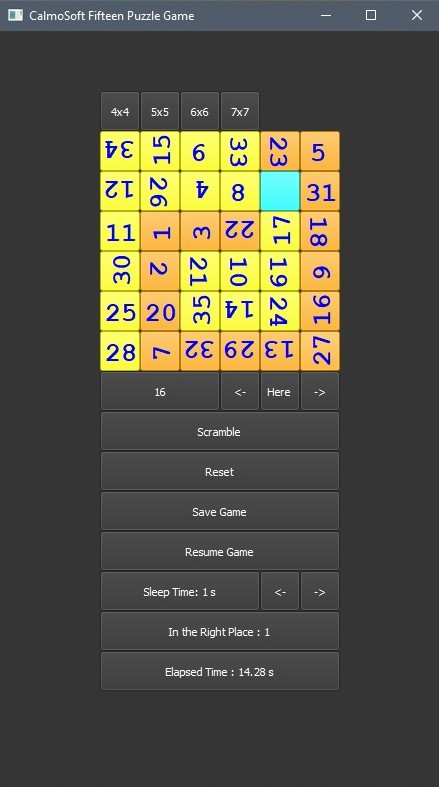 CalmoSoft Fifteen Puzzle Game
4x4 5x5 6x6 7x7
34 15 6 33 23 5
12 26 4 8 31
11 1 3 22 17 18
30 2 21 10 19 9
25 20 35 14 24 16
28 7 32 29 13 27
16 <- Here ->
Scramble
Reset
Save Game
Resume Game
Sleep Time: 1 s <- ->
In the Right Place : 1
Elapsed Time : 14.28 s